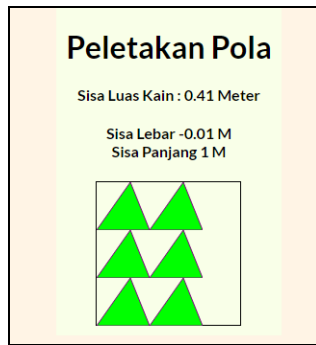 Peletakan Pola
Sisa Luas Kain : 0.41 Meter
Sisa Lebar -0.01 M
Sisa Panjang 1 M